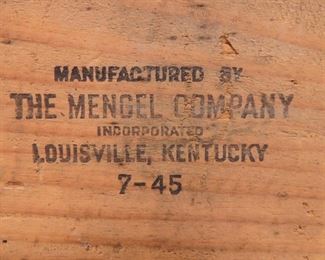 MANUFACTURED BY
THE MENGEL COMPANY
INCORPORATED
LOUISVILLE, KENTUCKY
7-45